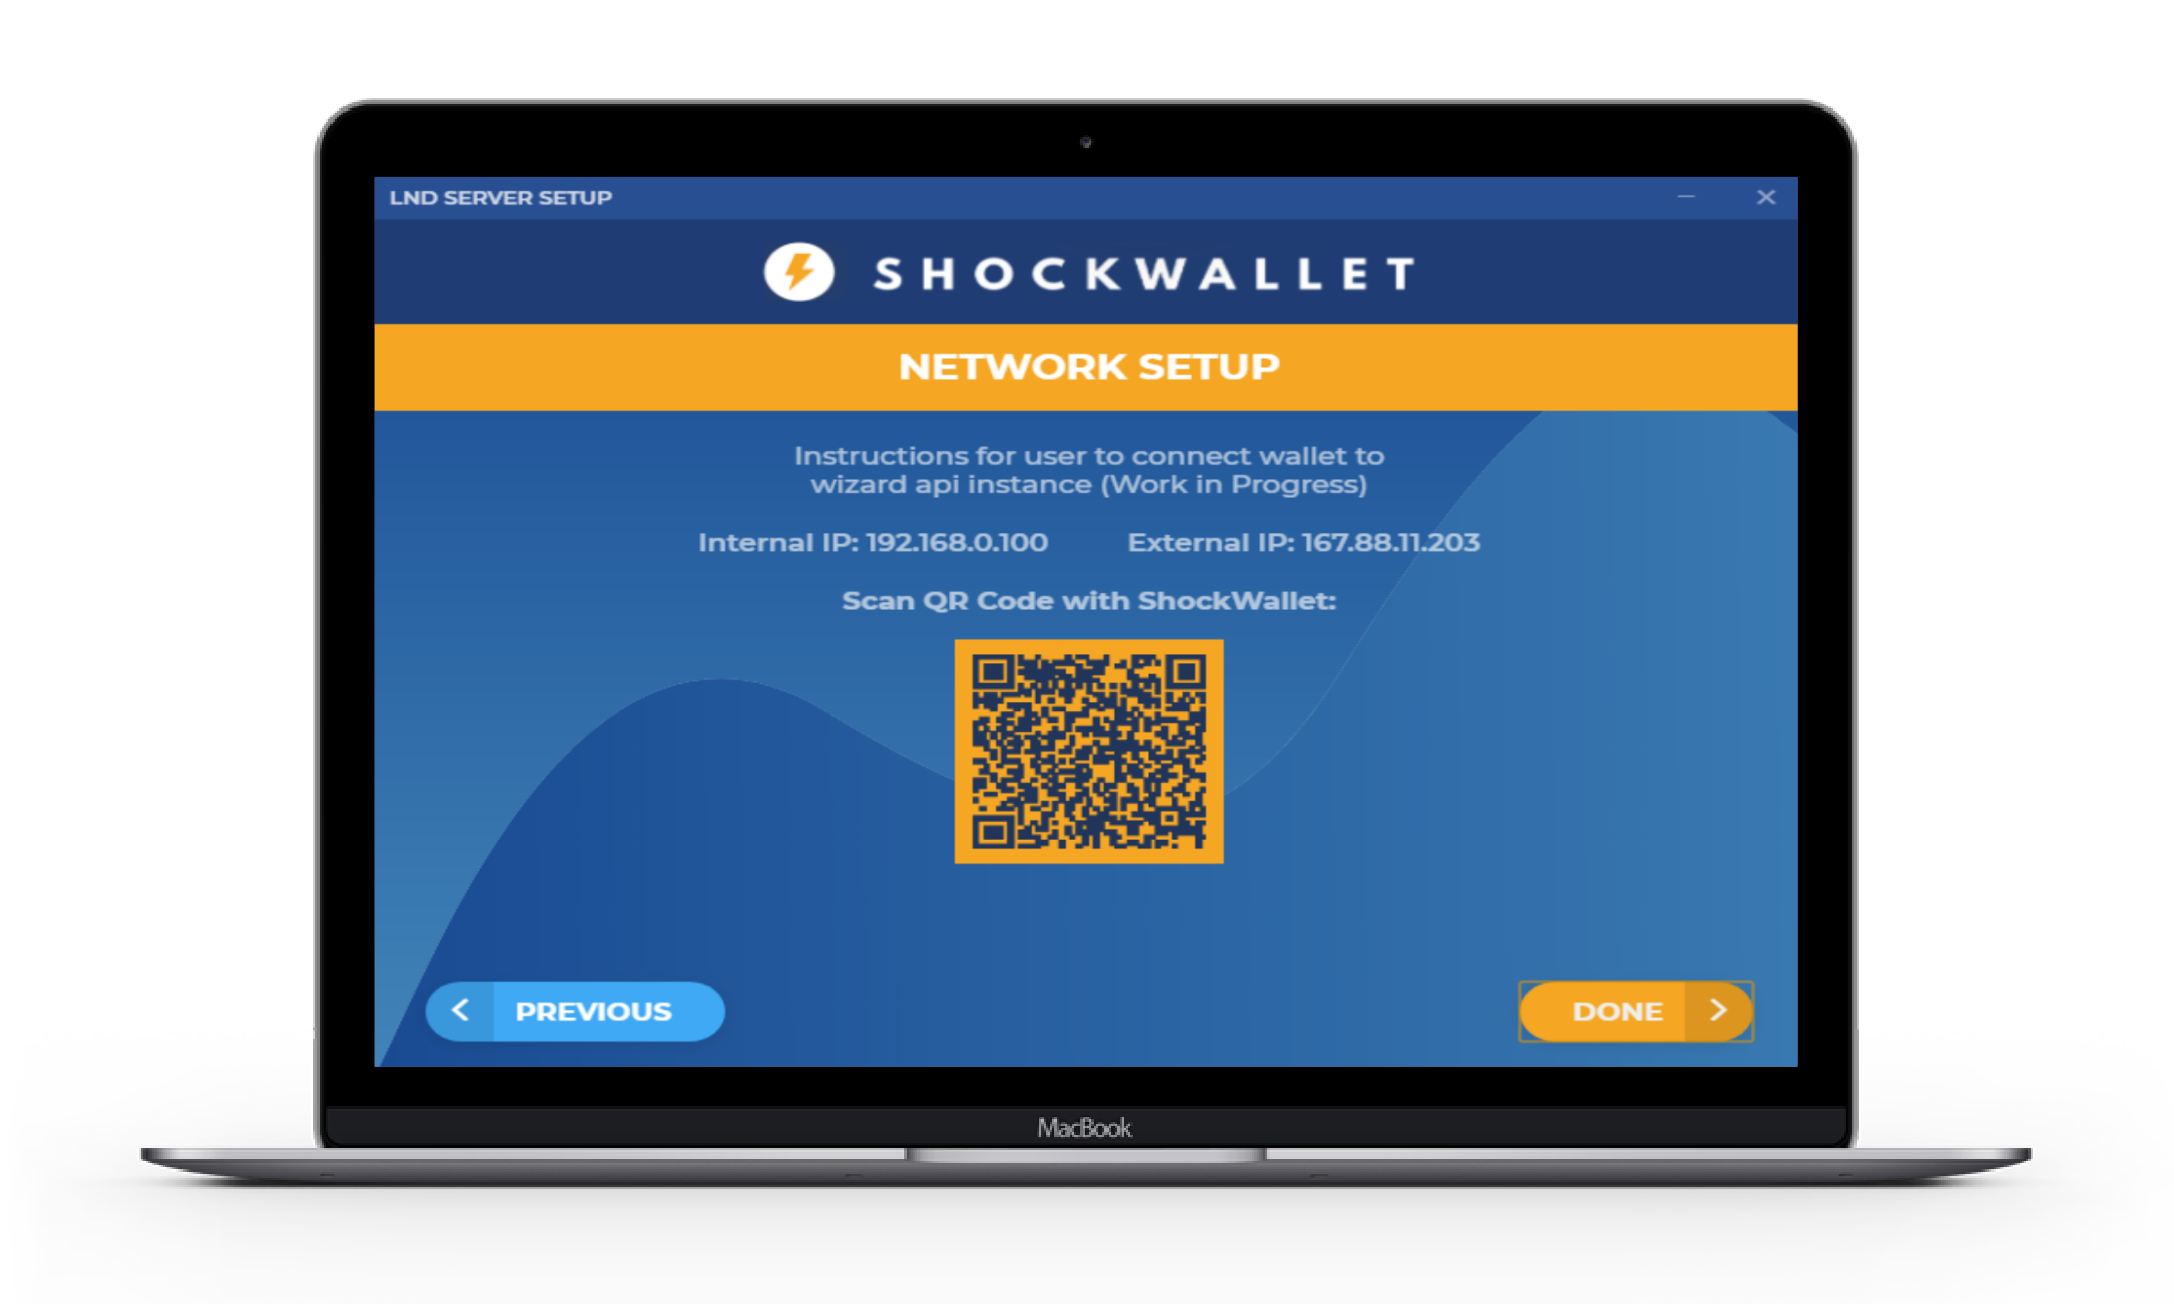 LND SERVER SETUP
SHOCKWALLET
NETWORK SETUP
Instructions for user to connect wallet to
wizard api instance (Work in Progress)
Internal IP: 192.168.0.100 External IP: 167.88.11.203
Scan QR Code with ShockWallet:
PREVIOUS DONE
MacBook